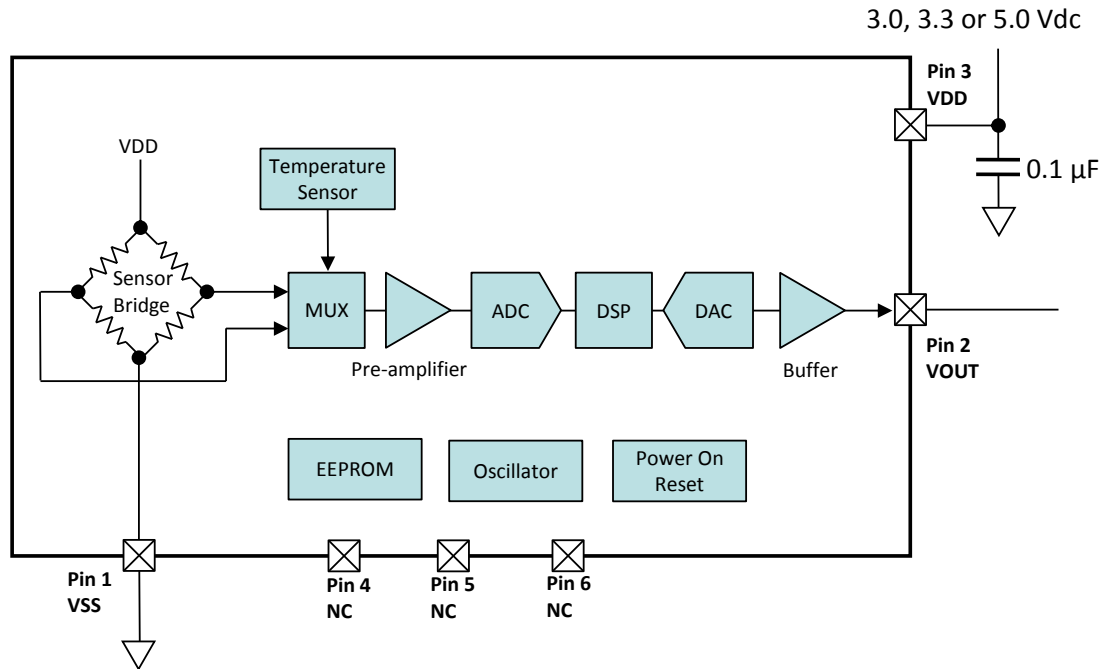 3.0, 3.3 or 5.0 Vdc
Pin 3
VDD
0.1 µF
VDD
Temperature
Sensor
Sensor
Bridge
MUX
ADC
DSP
DAC
Pre-amplifier
Buffer
Pin 2
VOUT
EEPROM
Oscillator
Power On
Reset
Pin 1
VSS
Pin 4
NC
Pin 5
NC
Pin 6
NC